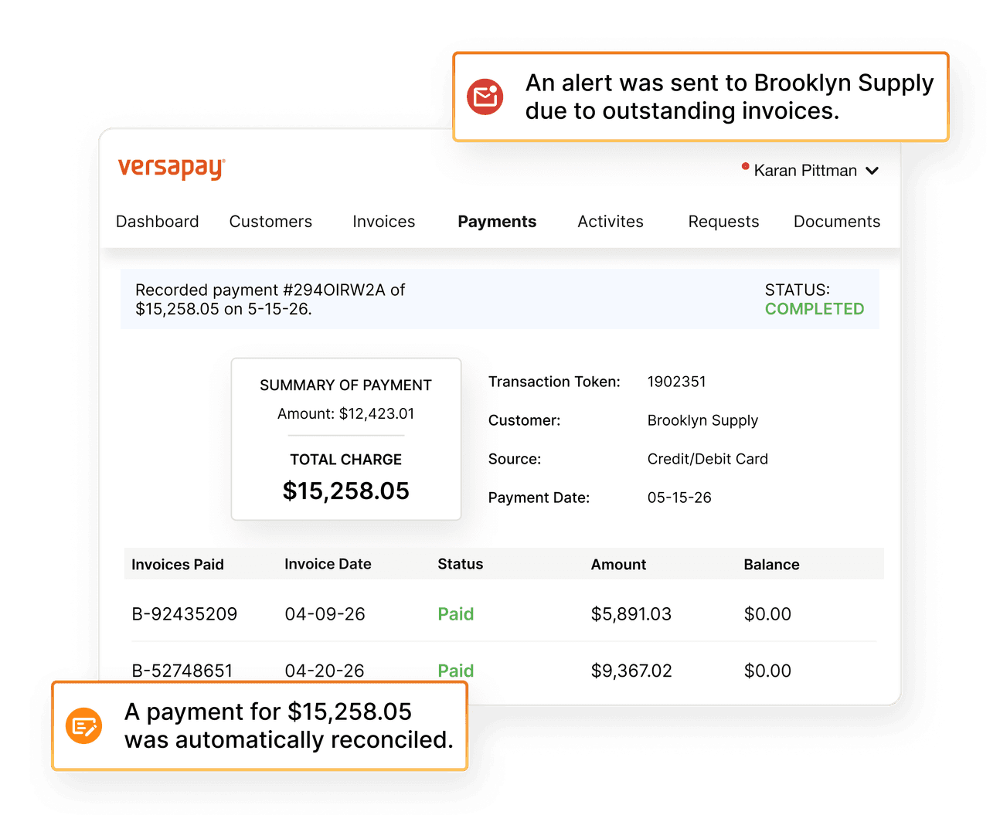 An alert was sent to Brooklyn Supply
due to outstanding invoices.
versapay
Karan Pittman
Dashboard Customers Invoices Payments Activites Requests Documents
Recorded payment #294OIRW2A of
$15,258.05 on 5-15-26.
STATUS:
COMPLETED
SUMMARY OF PAYMENT
Amount: $12,423.01
TOTAL CHARGE
$15,258.05
Transaction Token: 1902351
Customer: Brooklyn Supply
Source: Credit/Debit Card
Payment Date: 05-15-26
Invoices Paid Invoice Date Status Amount Balance
B-92435209 04-09-26 Paid $5,891.03 $0.00
B-52748651 04-20-26 Paid $9,367.02 $0.00
A payment for $15,258.05
was automatically reconciled.